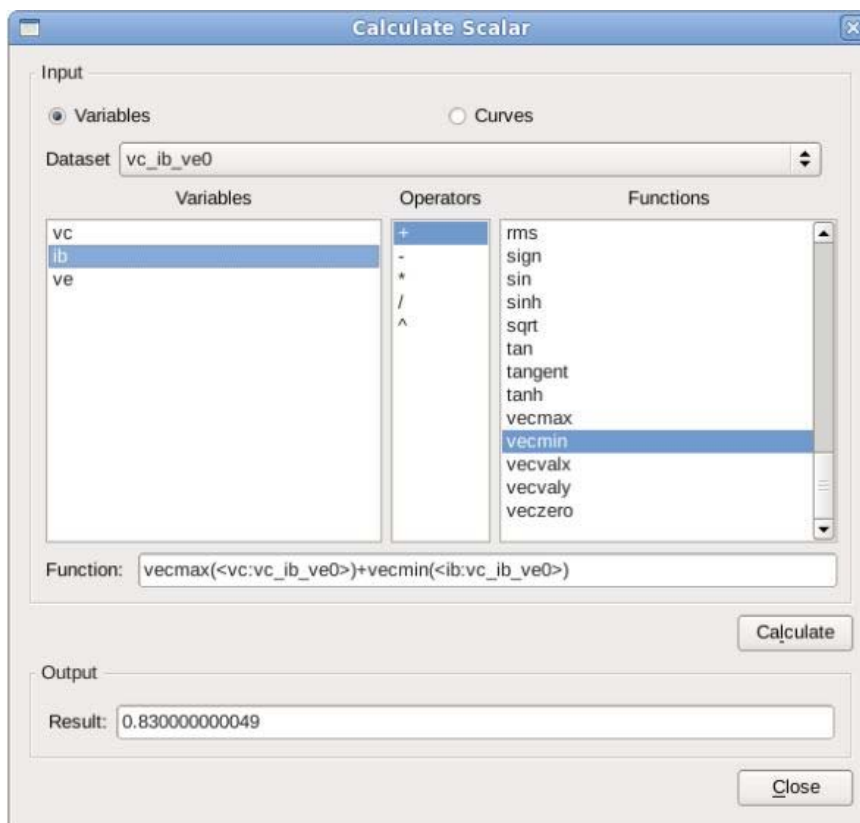 Calculate Scalar
Input
Variables
Curves
Dataset vc_ib_ve0
Variables Operators Functions
vc
ib
ve
+
-
*
/
^
rms
sign
sin
sinh
sqrt
tan
tangent
tanh
vecmax
vecmin
vecvalx
vecvaly
veczero
Function: vecmax(<vc:vc_ib_ve0>)+vecmin(<ib:vc_ib_ve0>)
Calculate
Output
Result: 0.830000000049
Close